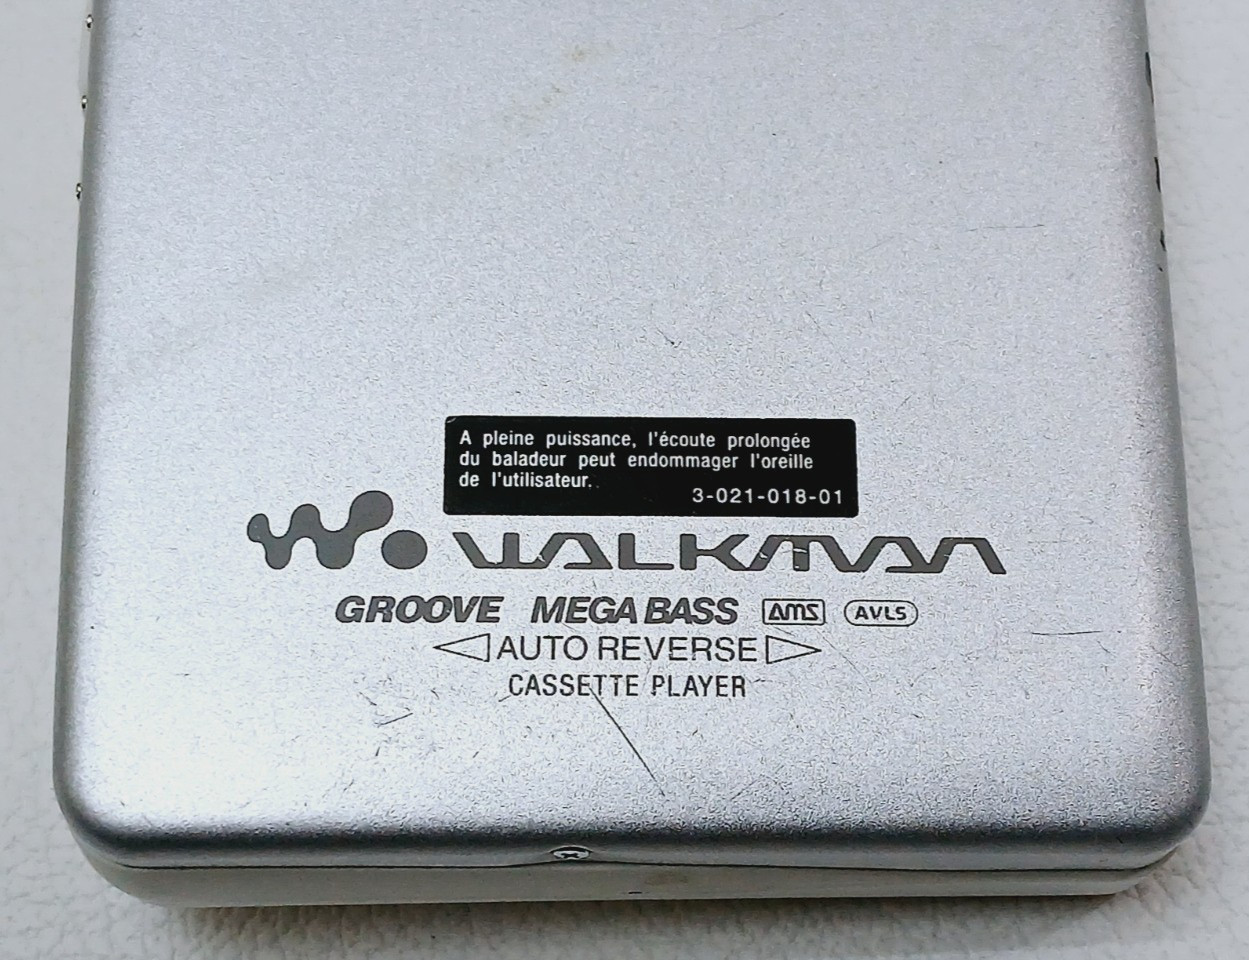 A pleine puissance, l'écoute prolongée
du baladeur peut endommager l'oreille
de l'utilisateur.
3-021-018-01
WALKMAN
GROOVE MEGA BASS AMS AVLS
AUTO REVERSE
CASSETTE PLAYER